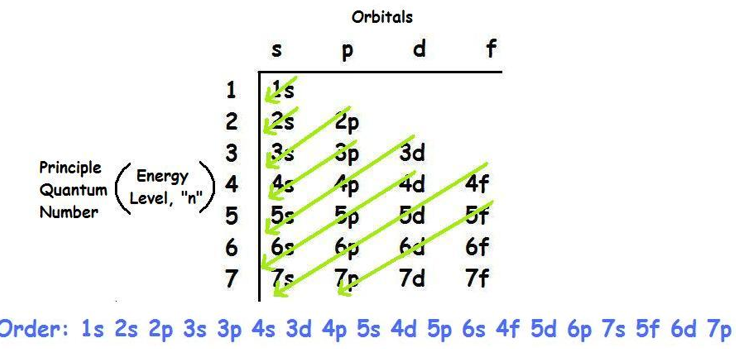 Orbitals
s p d f
1 1s
2 2s 2p
3 3s 3p 3d
Principle
Quantum
Number
( Energy
Level, "n" )
4 4s 4p 4d 4f
5 5s 5p 5d 5f
6 6s 6p 6d 6f
7 7s 7p 7d 7f
Order: 1s 2s 2p 3s 3p 4s 3d 4p 5s 4d 5p 6s 4f 5d 6p 7s 5f 6d 7p